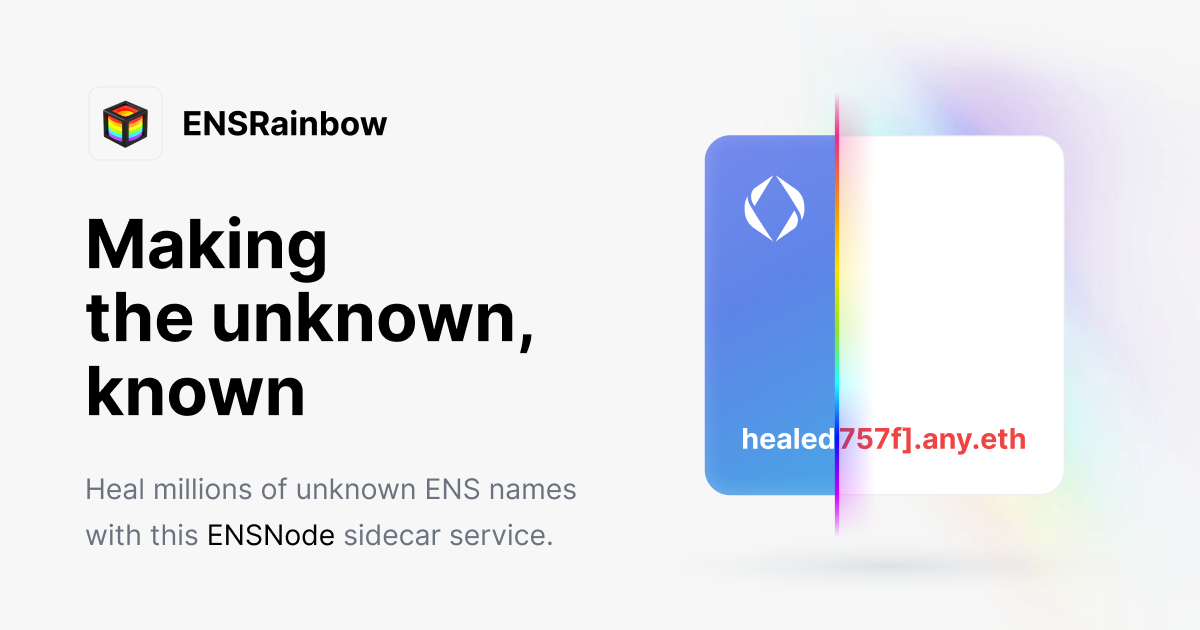 ENSRainbow
Making
the unknown,
known
Heal millions of unknown ENS names
with this ENSNode sidecar service.
healed757f].any.eth